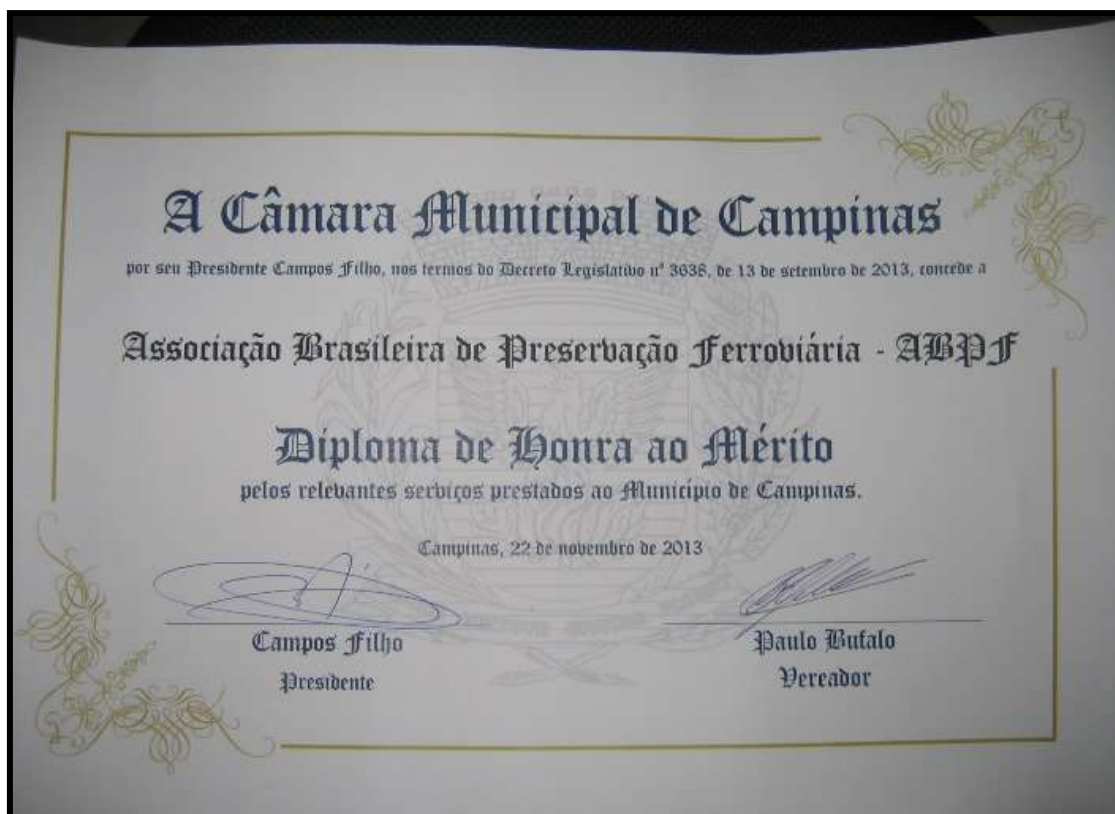 A Câmara Municipal de Campinas
por seu Presidente Campos Filho, nos termos do Decreto Legislativo nº 3638, de 13 de setembro de 2013, concede a
Associação Brasileira de Preservação Ferroviária - ABPF
Diploma de Honra ao Mérito
pelos relevantes serviços prestados ao Município de Campinas.
Campinas, 22 de novembro de 2013
Campos Filho
Paulo Bufalo
Presidente
Vereador